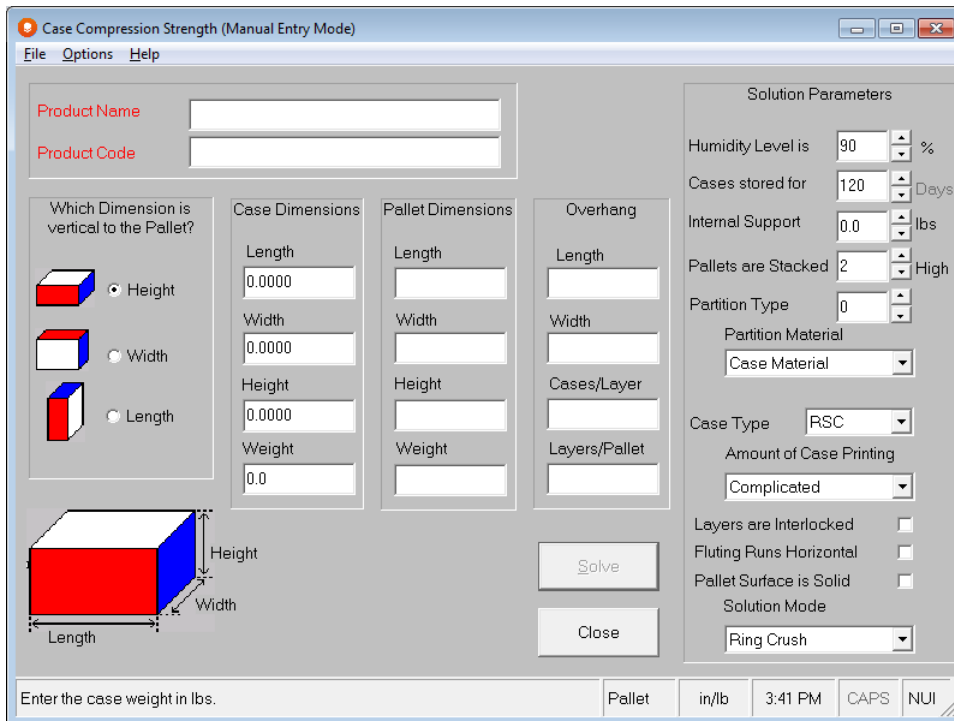 Case Compression Strength (Manual Entry Mode)
File Options Help
Product Name
Product Code
Which Dimension is
vertical to the Pallet?
Height
Width
Length
Case Dimensions
Length
0.0000
Width
0.0000
Height
0.0000
Weight
0.0
Pallet Dimensions
Length
Width
Height
Weight
Overhang
Length
Width
Cases/Layer
Layers/Pallet
Height
Width
Length
Solve
Close
Solution Parameters
Humidity Level is 90 %
Cases stored for 120 Days
Internal Support 0.0 lbs
Pallets are Stacked 2 High
Partition Type 0
Partition Material
Case Material
Case Type RSC
Amount of Case Printing
Complicated
Layers are Interlocked
Fluting Runs Horizontal
Pallet Surface is Solid
Solution Mode
Ring Crush
Enter the case weight in lbs. Pallet in/lb 3:41 PM CAPS NUI